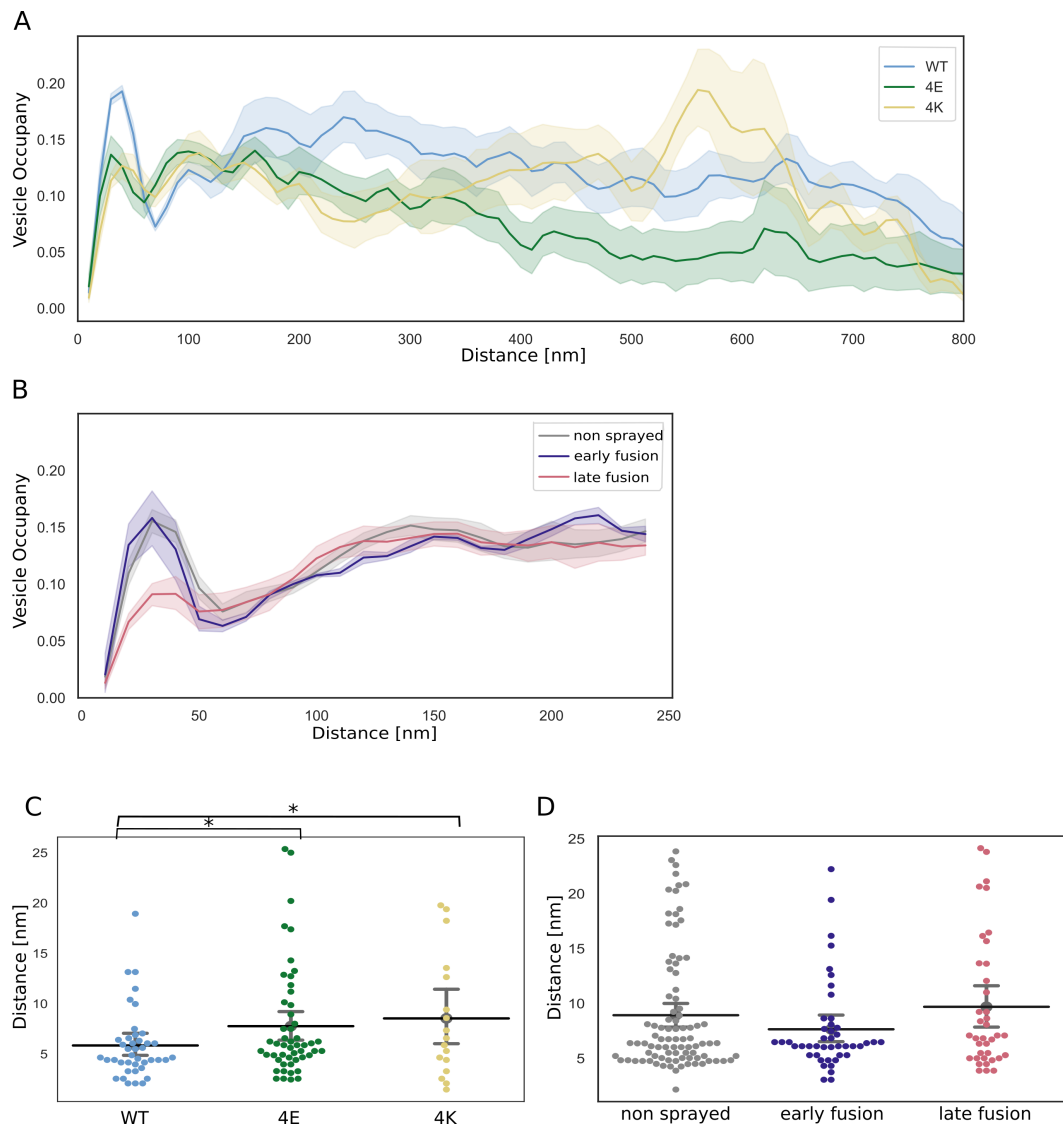 A
0.20
0.15
0.10
0.05
0.00
Vesicle Occupany
WT
4E
4K
0 100 200 300 400 500 600 700 800
Distance [nm]
B
0.20
0.15
0.10
0.05
0.00
Vesicle Occupany
non sprayed
early fusion
late fusion
0 50 100 150 200 250
Distance [nm]
C
*
*
25
20
15
10
5
Distance [nm]
WT 4E 4K
D
25
20
15
10
5
Distance [nm]
non sprayed early fusion late fusion